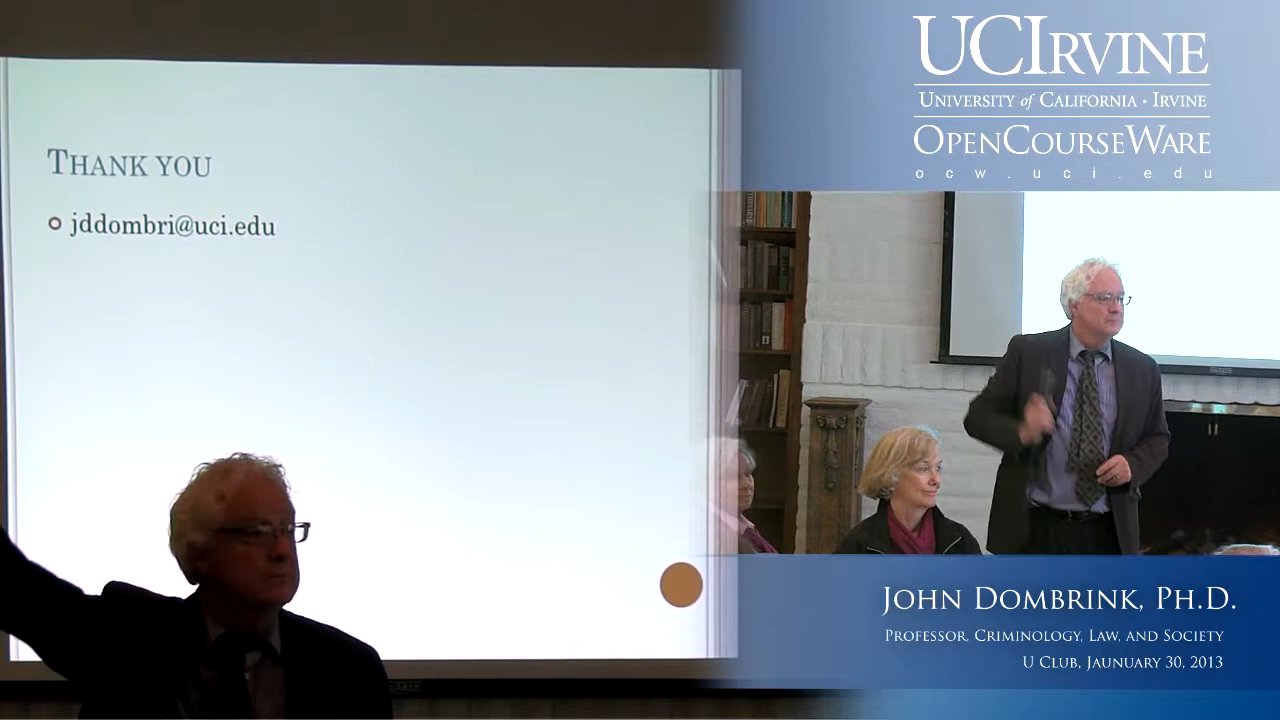 THANK YOU
jddombri@uci.edu
UCIRVINE
UNIVERSITY of CALIFORNIA · IRVINE
OPENCOURSEWARE
ocw.uci.edu
JOHN DOMBRINK, PH.D.
PROFESSOR, CRIMINOLOGY, LAW, AND SOCIETY
U CLUB, JAUNUARY 30, 2013